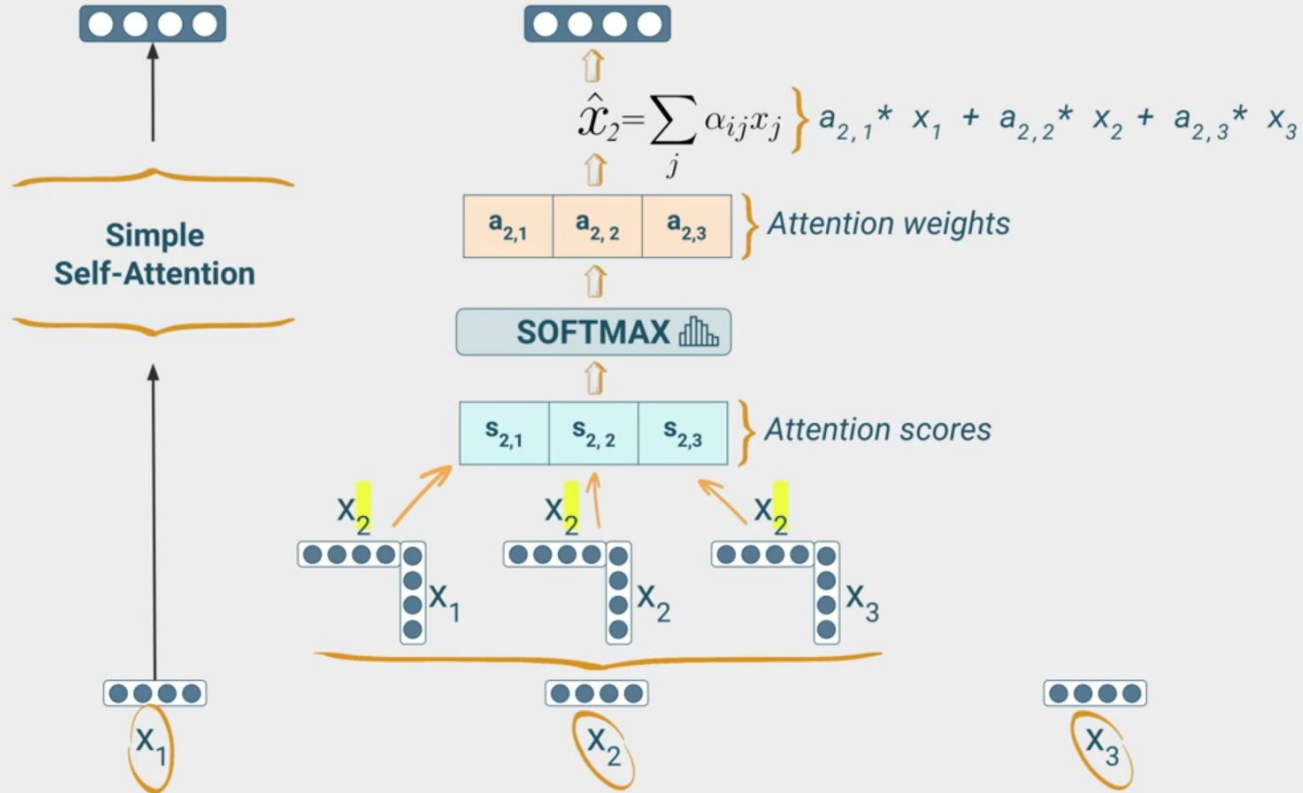 x̂₂=∑ⱼ αᵢⱼxⱼ } a₂,₁* x₁ + a₂,₂* x₂ + a₂,₃* x₃
a₂,₁ a₂, ₂ a₂,₃ Attention weights
Simple
Self-Attention
SOFTMAX
s₂,₁ s₂, ₂ s₂,₃ Attention scores
x₂ x₂ x₂
x₁ x₂ x₃
x₁ x₂ x₃